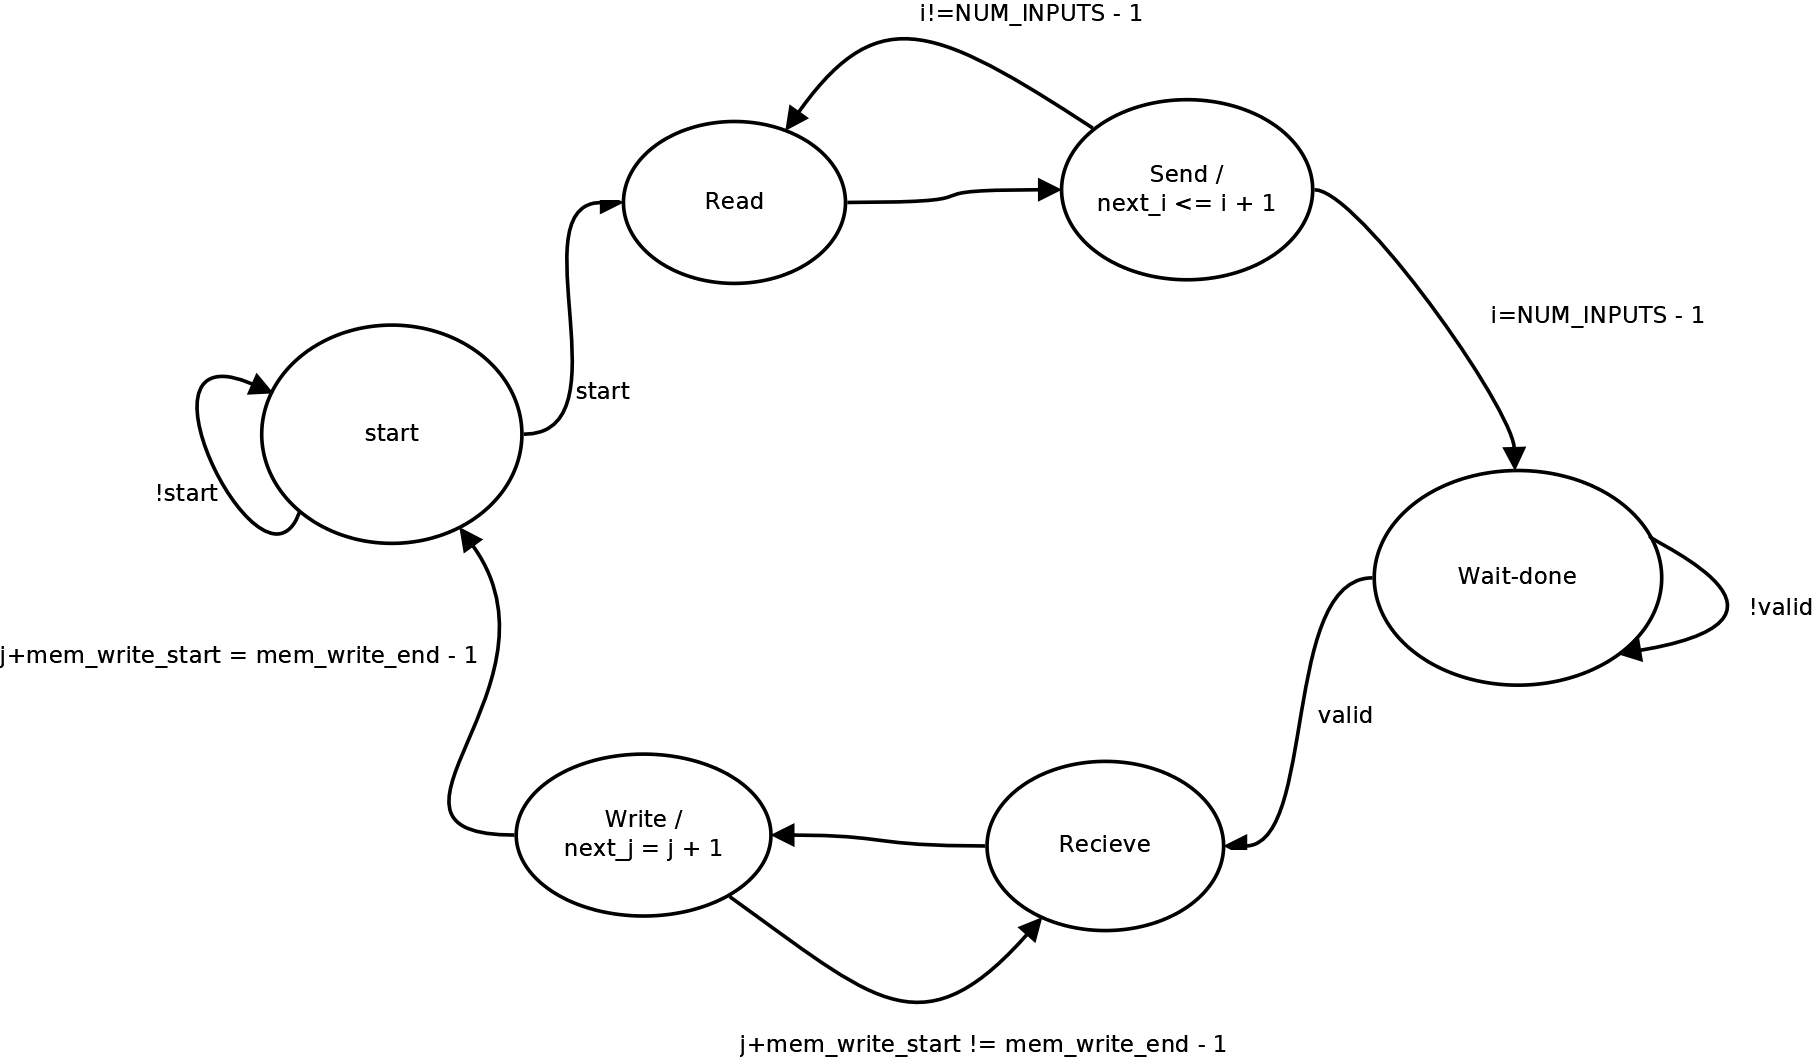 i!=NUM_INPUTS - 1
Send /
next_i <= i + 1
Read
i=NUM_INPUTS - 1
start
start
!start
Wait-done
!valid
j+mem_write_start = mem_write_end - 1
valid
Write /
next_j = j + 1
Recieve
j+mem_write_start != mem_write_end - 1